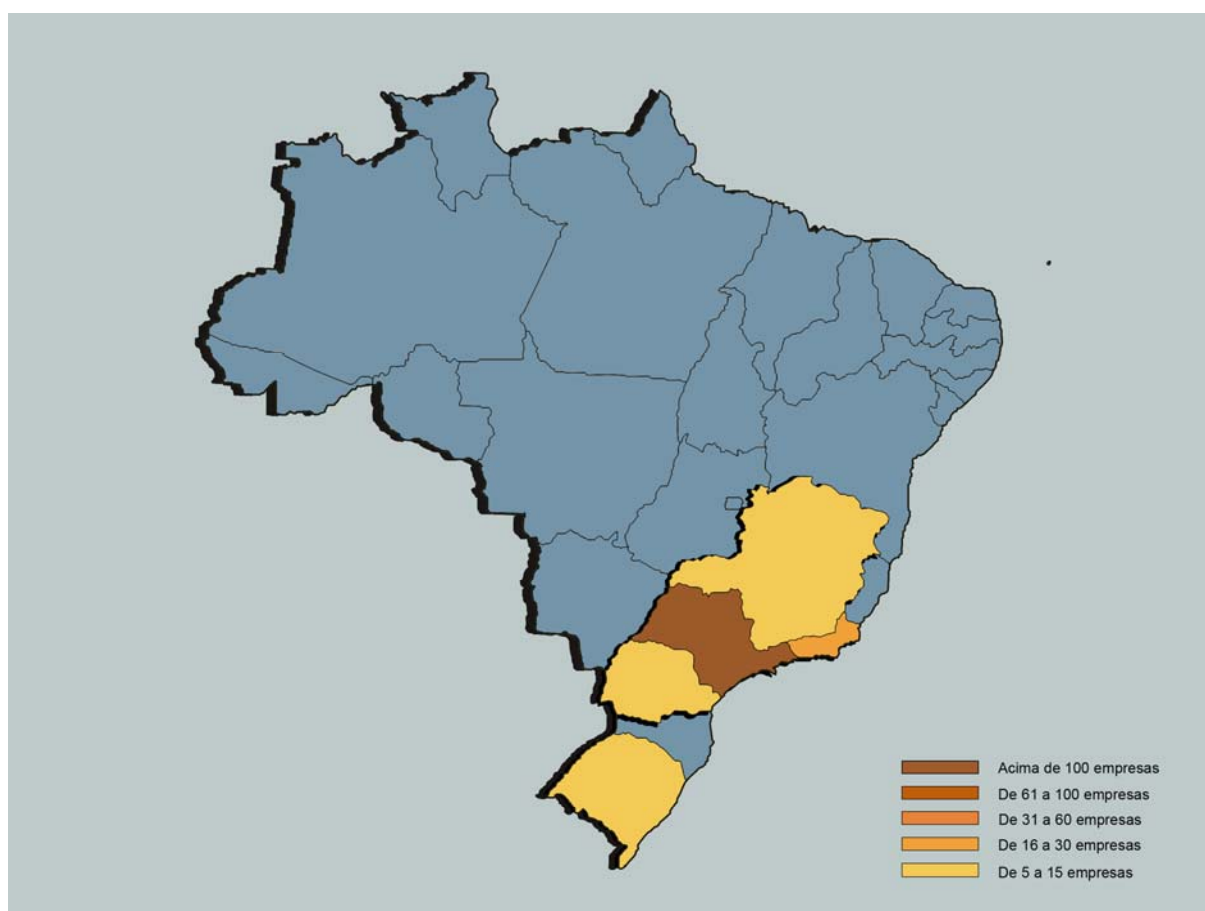 Acima de 100 empresas
De 61 a 100 empresas
De 31 a 60 empresas
De 16 a 30 empresas
De 5 a 15 empresas